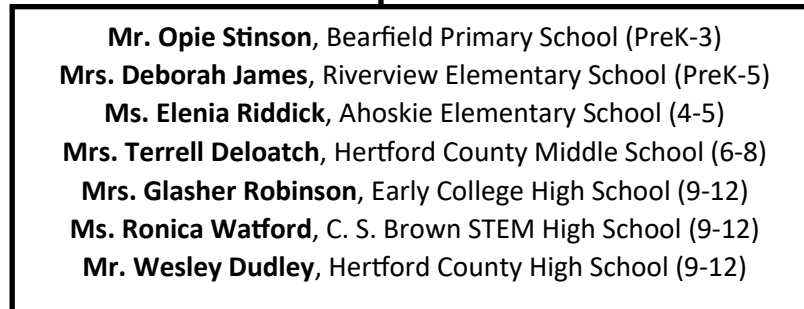 Mr. Opie Stinson, Bearfield Primary School (PreK-3)
Mrs. Deborah James, Riverview Elementary School (PreK-5)
Ms. Elenia Riddick, Ahoskie Elementary School (4-5)
Mrs. Terrell Deloatch, Hertford County Middle School (6-8)
Mrs. Glasher Robinson, Early College High School (9-12)
Ms. Ronica Watford, C. S. Brown STEM High School (9-12)
Mr. Wesley Dudley, Hertford County High School (9-12)